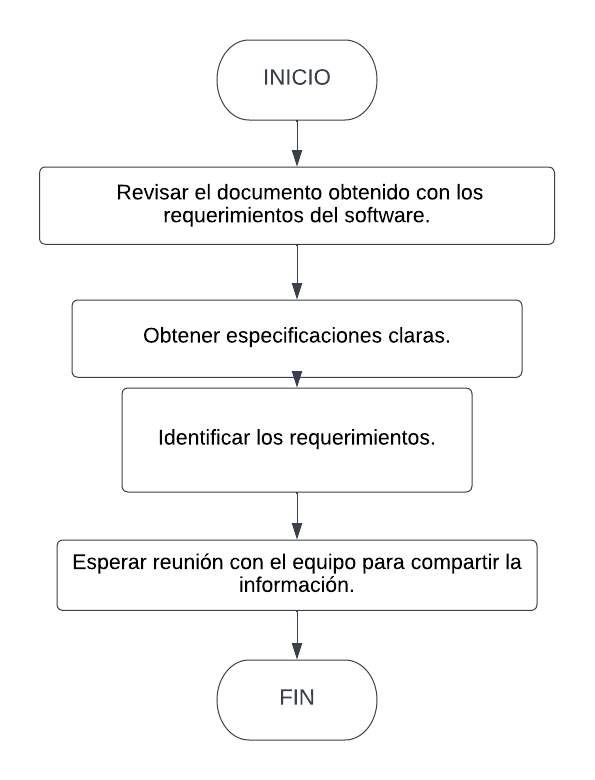 INICIO
Revisar el documento obtenido con los
requerimientos del software.
Obtener especificaciones claras.
Identificar los requerimientos.
Esperar reunión con el equipo para compartir la
información.
FIN